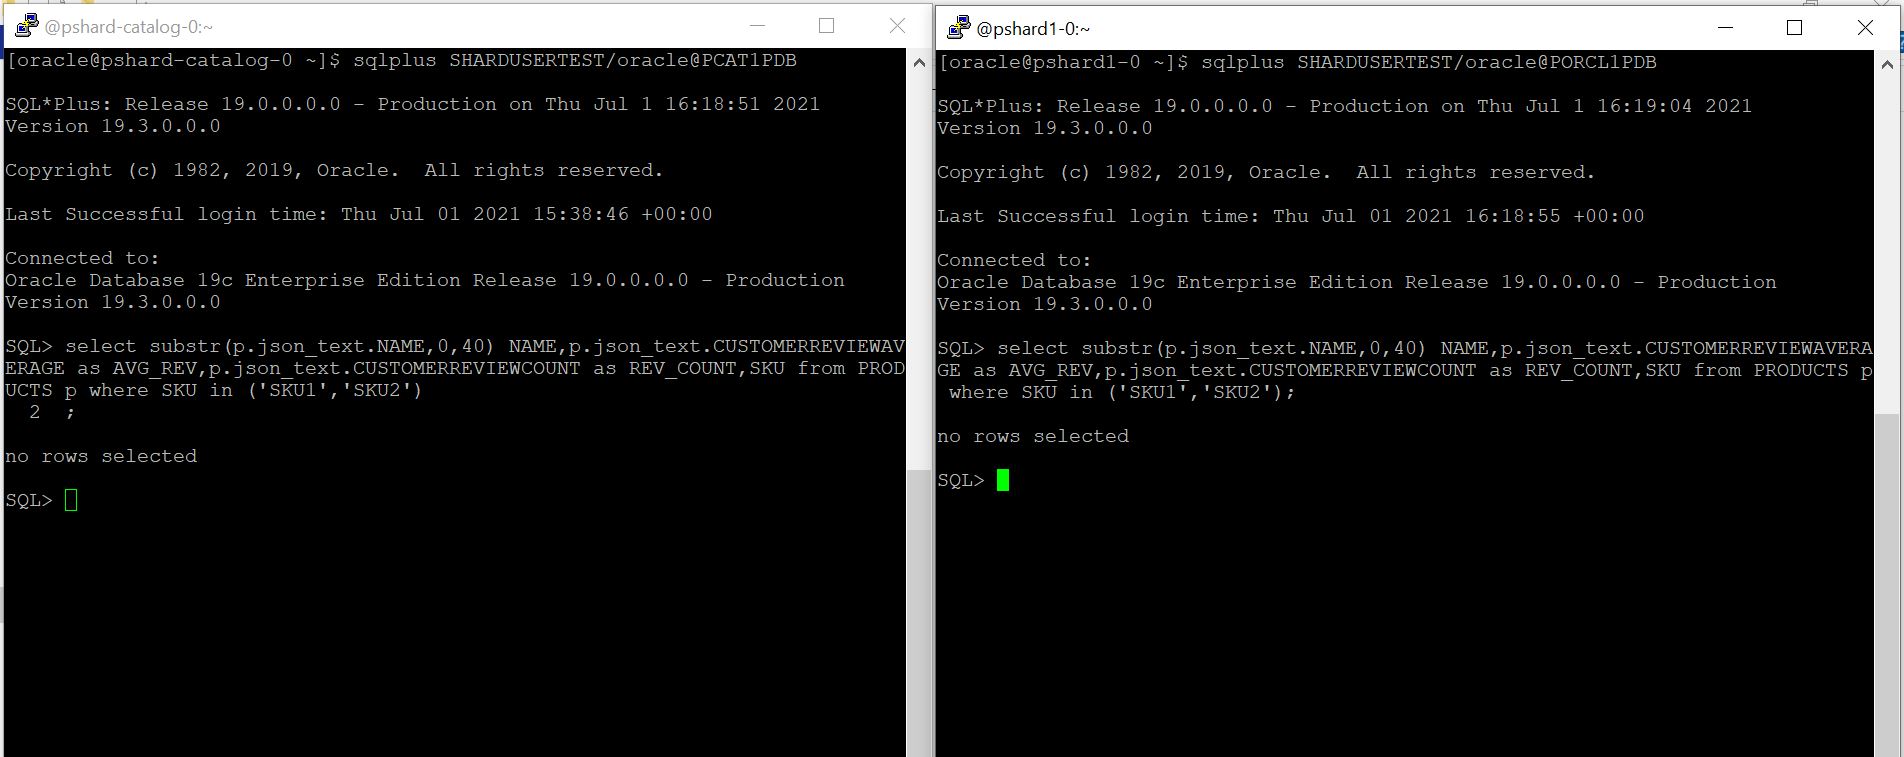 @pshard-catalog-0:~
[oracle@pshard-catalog-0 ~]$ sqlplus SHARDUSERTEST/oracle@PCAT1PDB
SQL*Plus: Release 19.0.0.0.0 - Production on Thu Jul 1 16:18:51 2021
Version 19.3.0.0.0
Copyright (c) 1982, 2019, Oracle.  All rights reserved.
Last Successful login time: Thu Jul 01 2021 15:38:46 +00:00
Connected to:
Oracle Database 19c Enterprise Edition Release 19.0.0.0.0 - Production
Version 19.3.0.0.0
SQL> select substr(p.json_text.NAME,0,40) NAME,p.json_text.CUSTOMERREVIEWAV
ERAGE as AVG_REV,p.json_text.CUSTOMERREVIEWCOUNT as REV_COUNT,SKU from PROD
UCTS p where SKU in ('SKU1','SKU2')
  2  ;
no rows selected
SQL>
@pshard1-0:~
[oracle@pshard1-0 ~]$ sqlplus SHARDUSERTEST/oracle@PORCL1PDB
SQL*Plus: Release 19.0.0.0.0 - Production on Thu Jul 1 16:19:04 2021
Version 19.3.0.0.0
Copyright (c) 1982, 2019, Oracle.  All rights reserved.
Last Successful login time: Thu Jul 01 2021 16:18:55 +00:00
Connected to:
Oracle Database 19c Enterprise Edition Release 19.0.0.0.0 - Production
Version 19.3.0.0.0
SQL> select substr(p.json_text.NAME,0,40) NAME,p.json_text.CUSTOMERREVIEWAVERA
GE as AVG_REV,p.json_text.CUSTOMERREVIEWCOUNT as REV_COUNT,SKU from PRODUCTS p
 where SKU in ('SKU1','SKU2');
no rows selected
SQL>